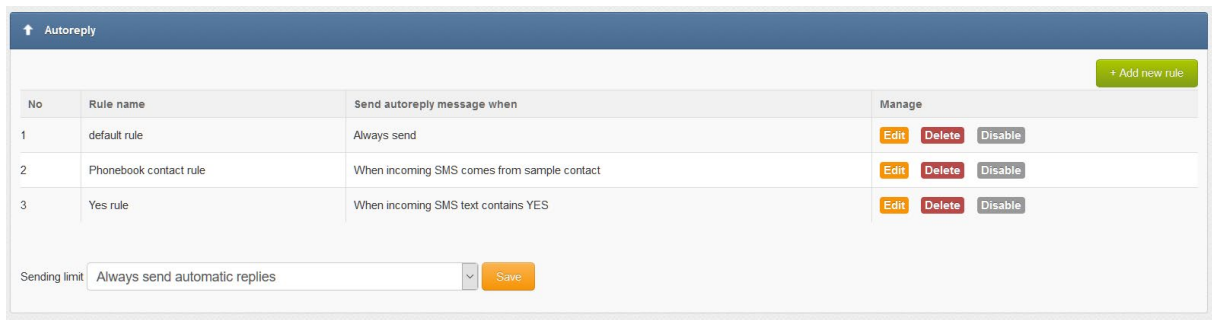 Autoreply
+ Add new rule
No Rule name Send autoreply message when Manage
1 default rule Always send Edit Delete Disable
2 Phonebook contact rule When incoming SMS comes from sample contact Edit Delete Disable
3 Yes rule When incoming SMS text contains YES Edit Delete Disable
Sending limit Always send automatic replies Save